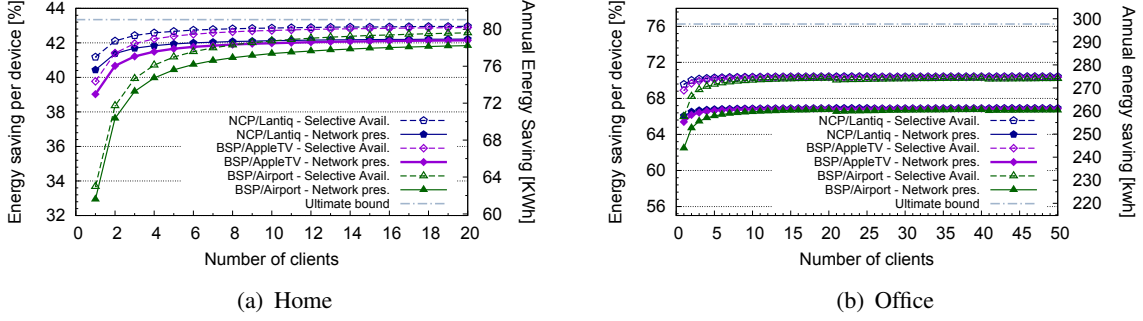 Energy saving per device [%]
44
42
40
38
36
34
32
80
76
72
68
64
60
Annual Energy Saving [KWh]
NCP/Lantiq - Selective Avail.
NCP/Lantiq - Network pres.
BSP/AppleTV - Selective Avail.
BSP/AppleTV - Network pres.
BSP/Airport - Selective Avail.
BSP/Airport - Network pres.
Ultimate bound
0 2 4 6 8 10 12 14 16 18 20
Number of clients
(a) Home
Energy saving per device [%]
76
72
68
64
60
56
300
290
280
270
260
250
240
230
220
Annual energy saving [kwh]
NCP/Lantiq - Selective Avail.
NCP/Lantiq - Network pres.
BSP/AppleTV - Selective Avail.
BSP/AppleTV - Network pres.
BSP/Airport - Selective Avail.
BSP/Airport - Network pres.
Ultimate bound
0 5 10 15 20 25 30 35 40 45 50
Number of clients
(b) Office